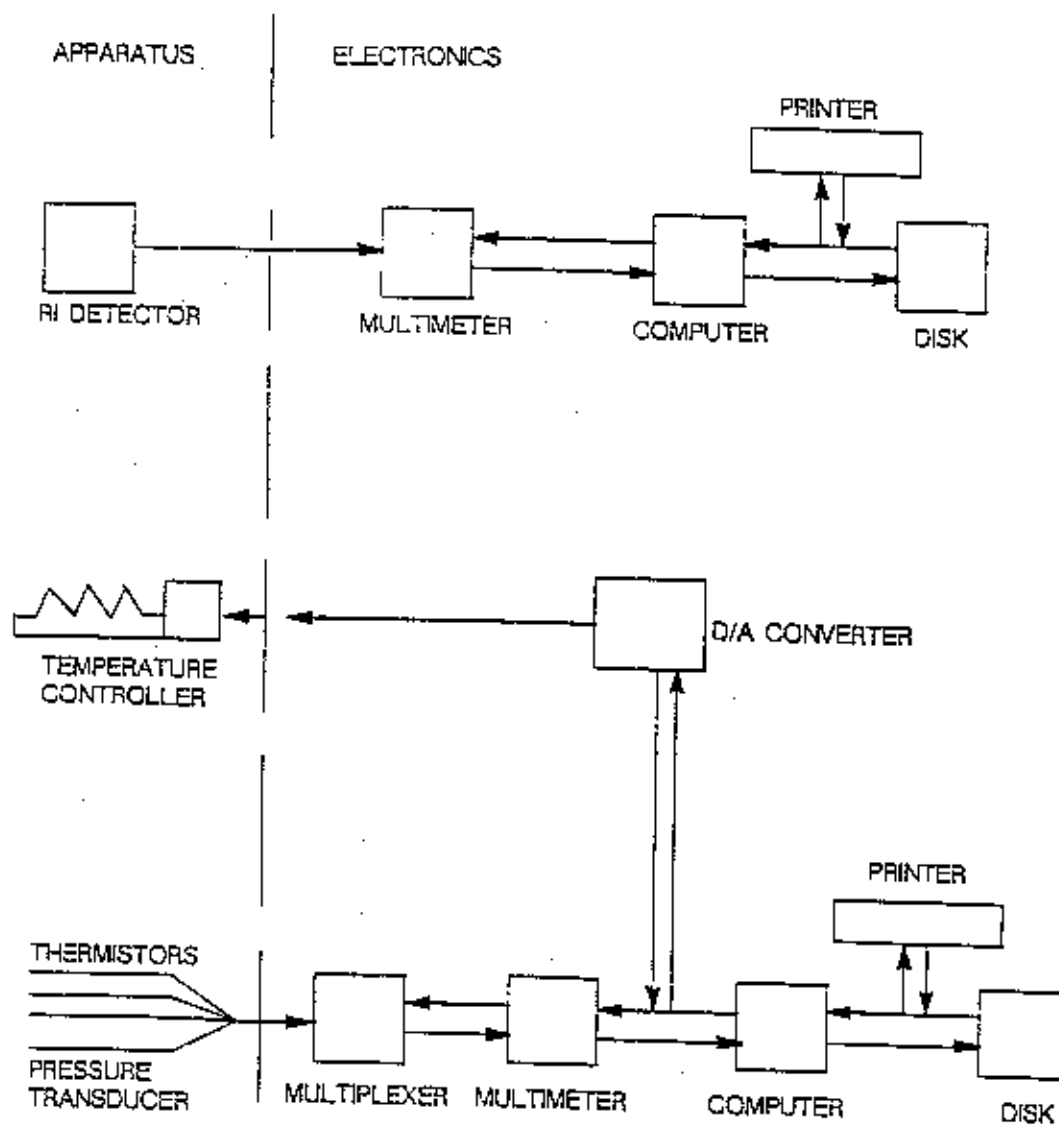 APPARATUS
ELECTRONICS
PRINTER
RI DETECTOR
MULTIMETER
COMPUTER
DISK
D/A CONVERTER
TEMPERATURE
CONTROLLER
PRINTER
THERMISTORS
PRESSURE
TRANSDUCER
MULTIPLEXER
MULTIMETER
COMPUTER
DISK